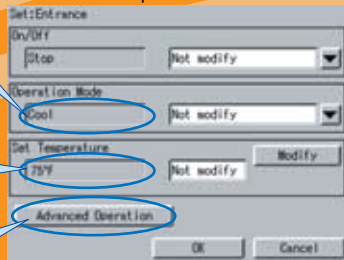 Set:Entrance
On/Off
Stop
Not modify
Operation Mode
Cool
Not modify
Set Temperature
75°F
Not modify
Modify
Advanced Operation
OK
Cancel